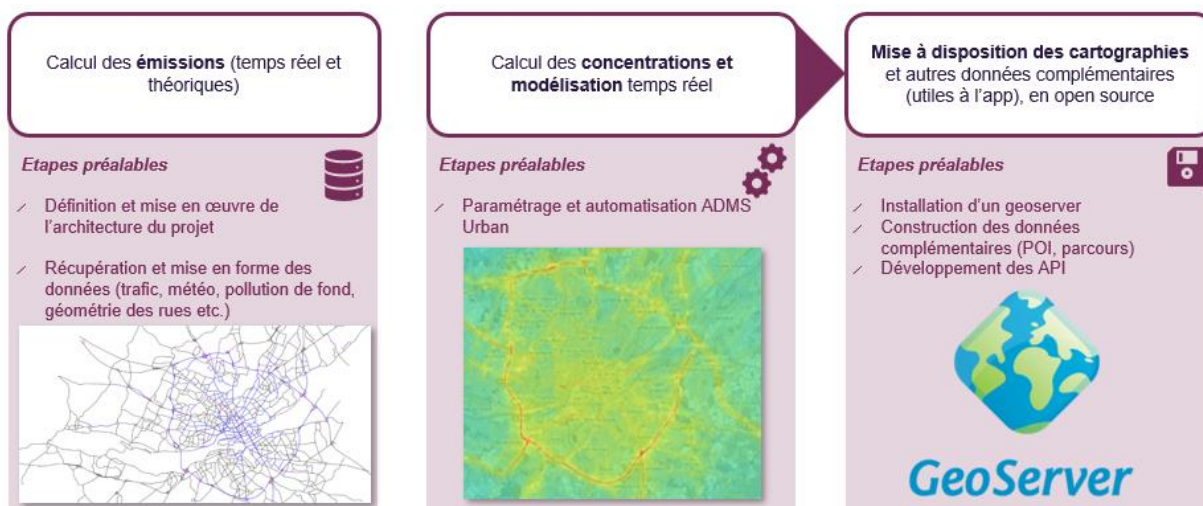 Calcul des émissions (temps réel et
théoriques)
Etapes préalables
Définition et mise en œuvre de
l’architecture du projet
Récupération et mise en forme des
données (trafic, météo, pollution de fond,
géométrie des rues etc.)
Calcul des concentrations et
modélisation temps réel
Etapes préalables
Paramétrage et automatisation ADMS
Urban
Mise à disposition des cartographies
et autres données complémentaires
(utiles à l’app), en open source
Etapes préalables
Installation d’un geoserver
Construction des données
complémentaires (POI, parcours)
Développement des API
GeoServer